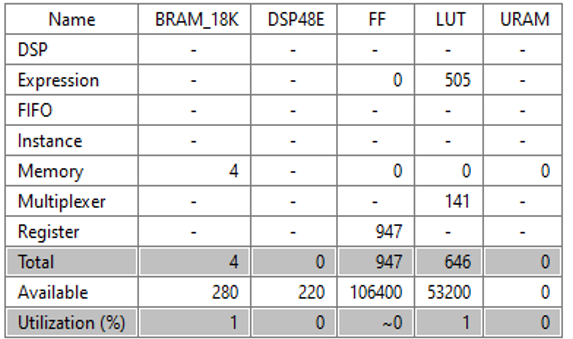 Name BRAM_18K DSP48E FF LUT URAM
DSP - - - - -
Expression - - 0 505 -
FIFO - - - - -
Instance - - - - -
Memory 4 - 0 0 0
Multiplexer - - - 141 -
Register - - 947 - -
Total 4 0 947 646 0
Available 280 220 106400 53200 0
Utilization (%) 1 0 ~0 1 0